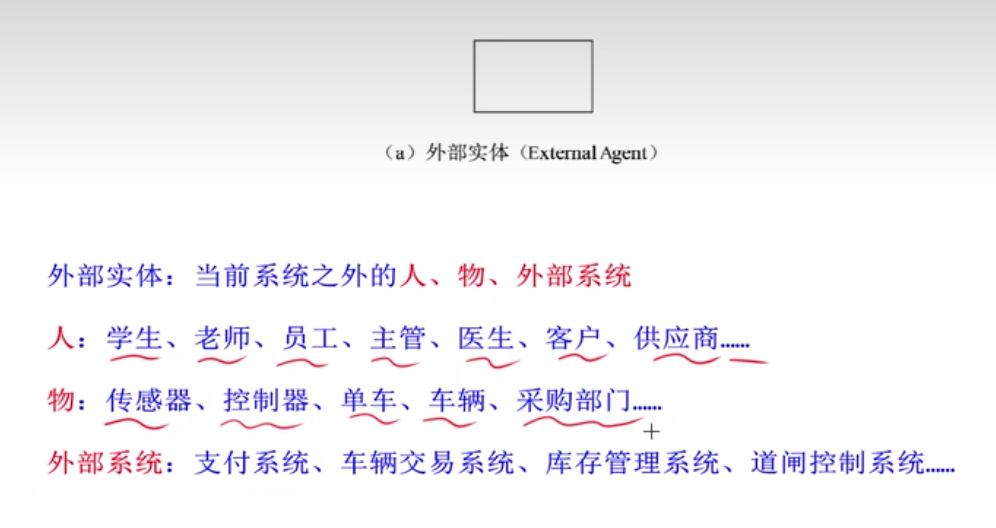 （a）外部实体（External Agent）
外部实体：当前系统之外的人、物、外部系统
人：学生、老师、员工、主管、医生、客户、供应商……
物：传感器、控制器、单车、车辆、采购部门……
外部系统：支付系统、车辆交易系统、库存管理系统、道闸控制系统……